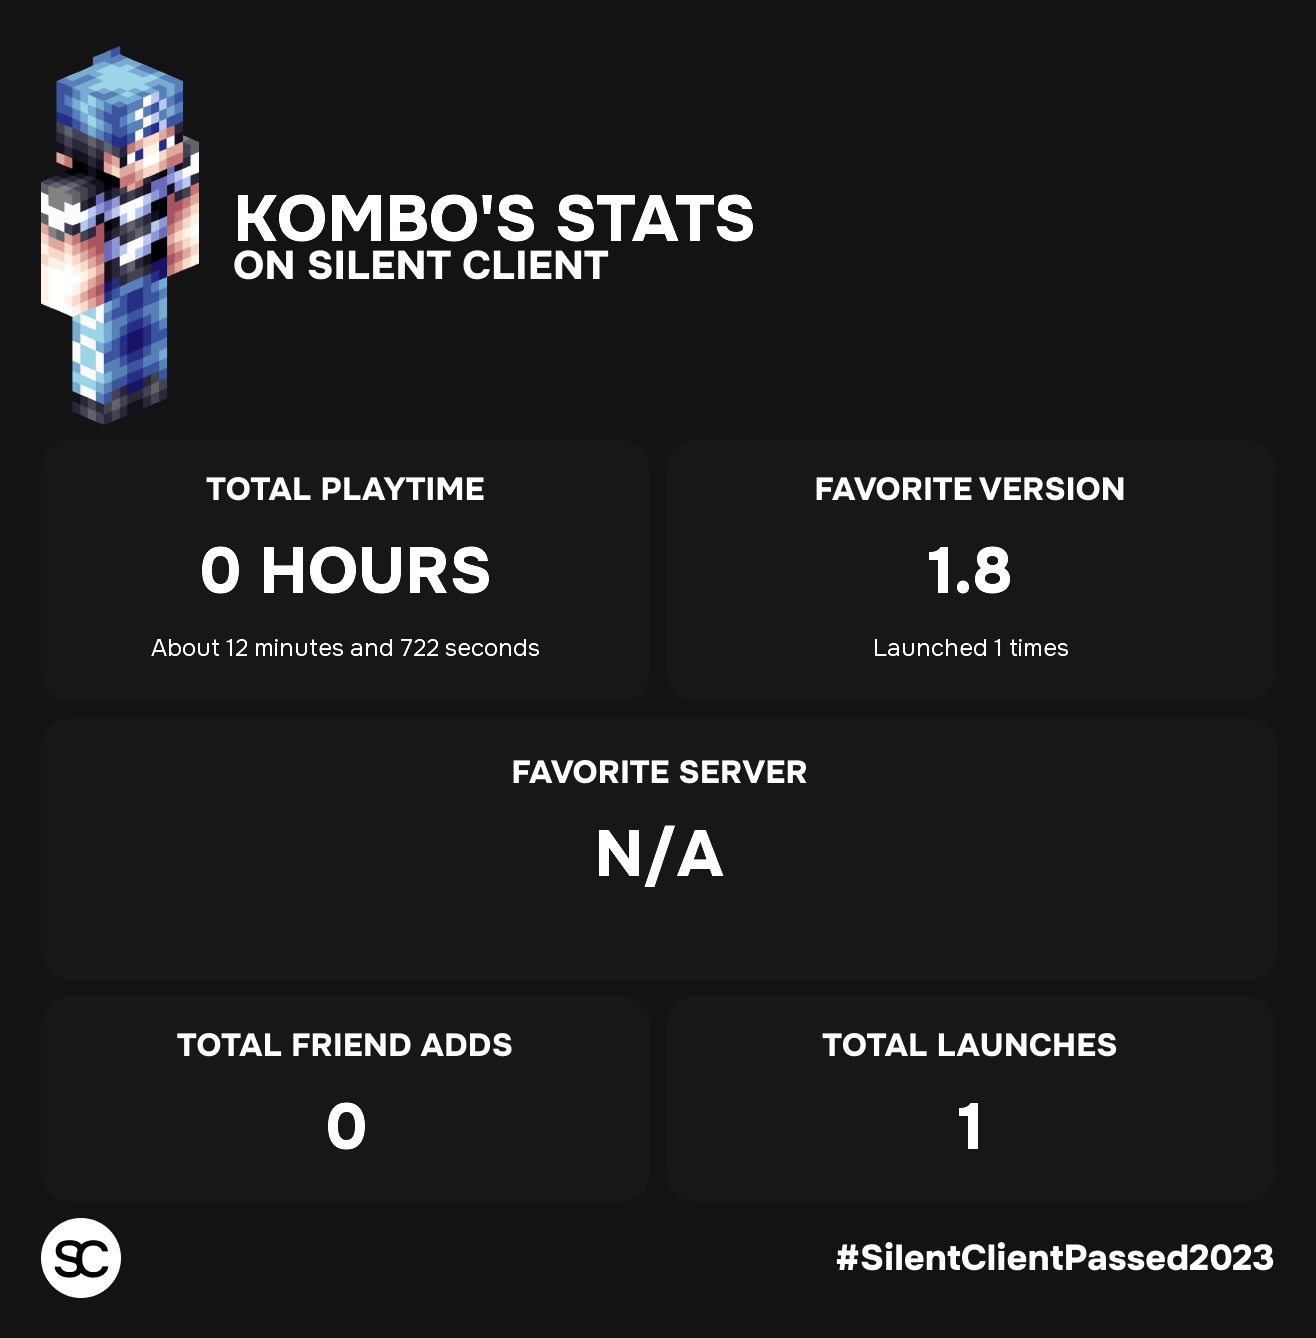 KOMBO'S STATS
ON SILENT CLIENT
TOTAL PLAYTIME
0 HOURS
About 12 minutes and 722 seconds
FAVORITE VERSION
1.8
Launched 1 times
FAVORITE SERVER
N/A
TOTAL FRIEND ADDS
0
TOTAL LAUNCHES
1
SC
#SilentClientPassed2023